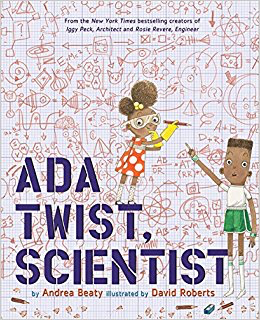 From the New York Times bestselling creators of
Iggy Peck, Architect and Rosie Revere, Engineer
ADA
TWIST,
SCIENTIST
by Andrea Beaty illustrated by David Roberts